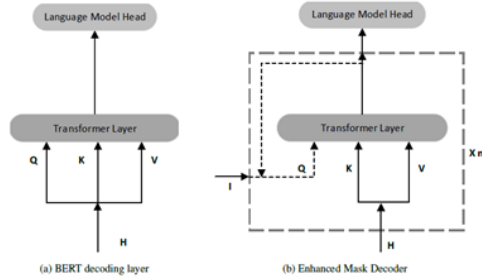 Language Model Head
Transformer Layer
Q K V
H
(a) BERT decoding layer
Language Model Head
Transformer Layer
I Q K V
X n
H
(b) Enhanced Mask Decoder